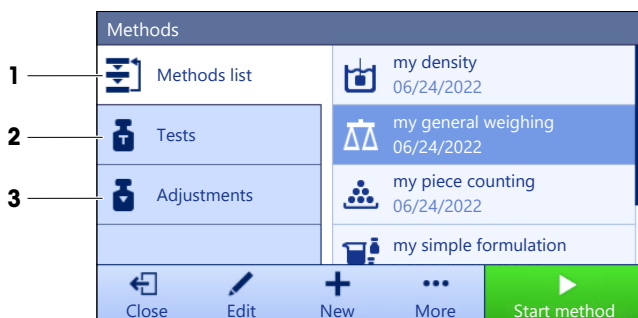 Methods
1
Methods list
2
T
Tests
3
Adjustments
my density
06/24/2022
my general weighing
06/24/2022
my piece counting
06/24/2022
my simple formulation
Close
Edit
New
More
Start method